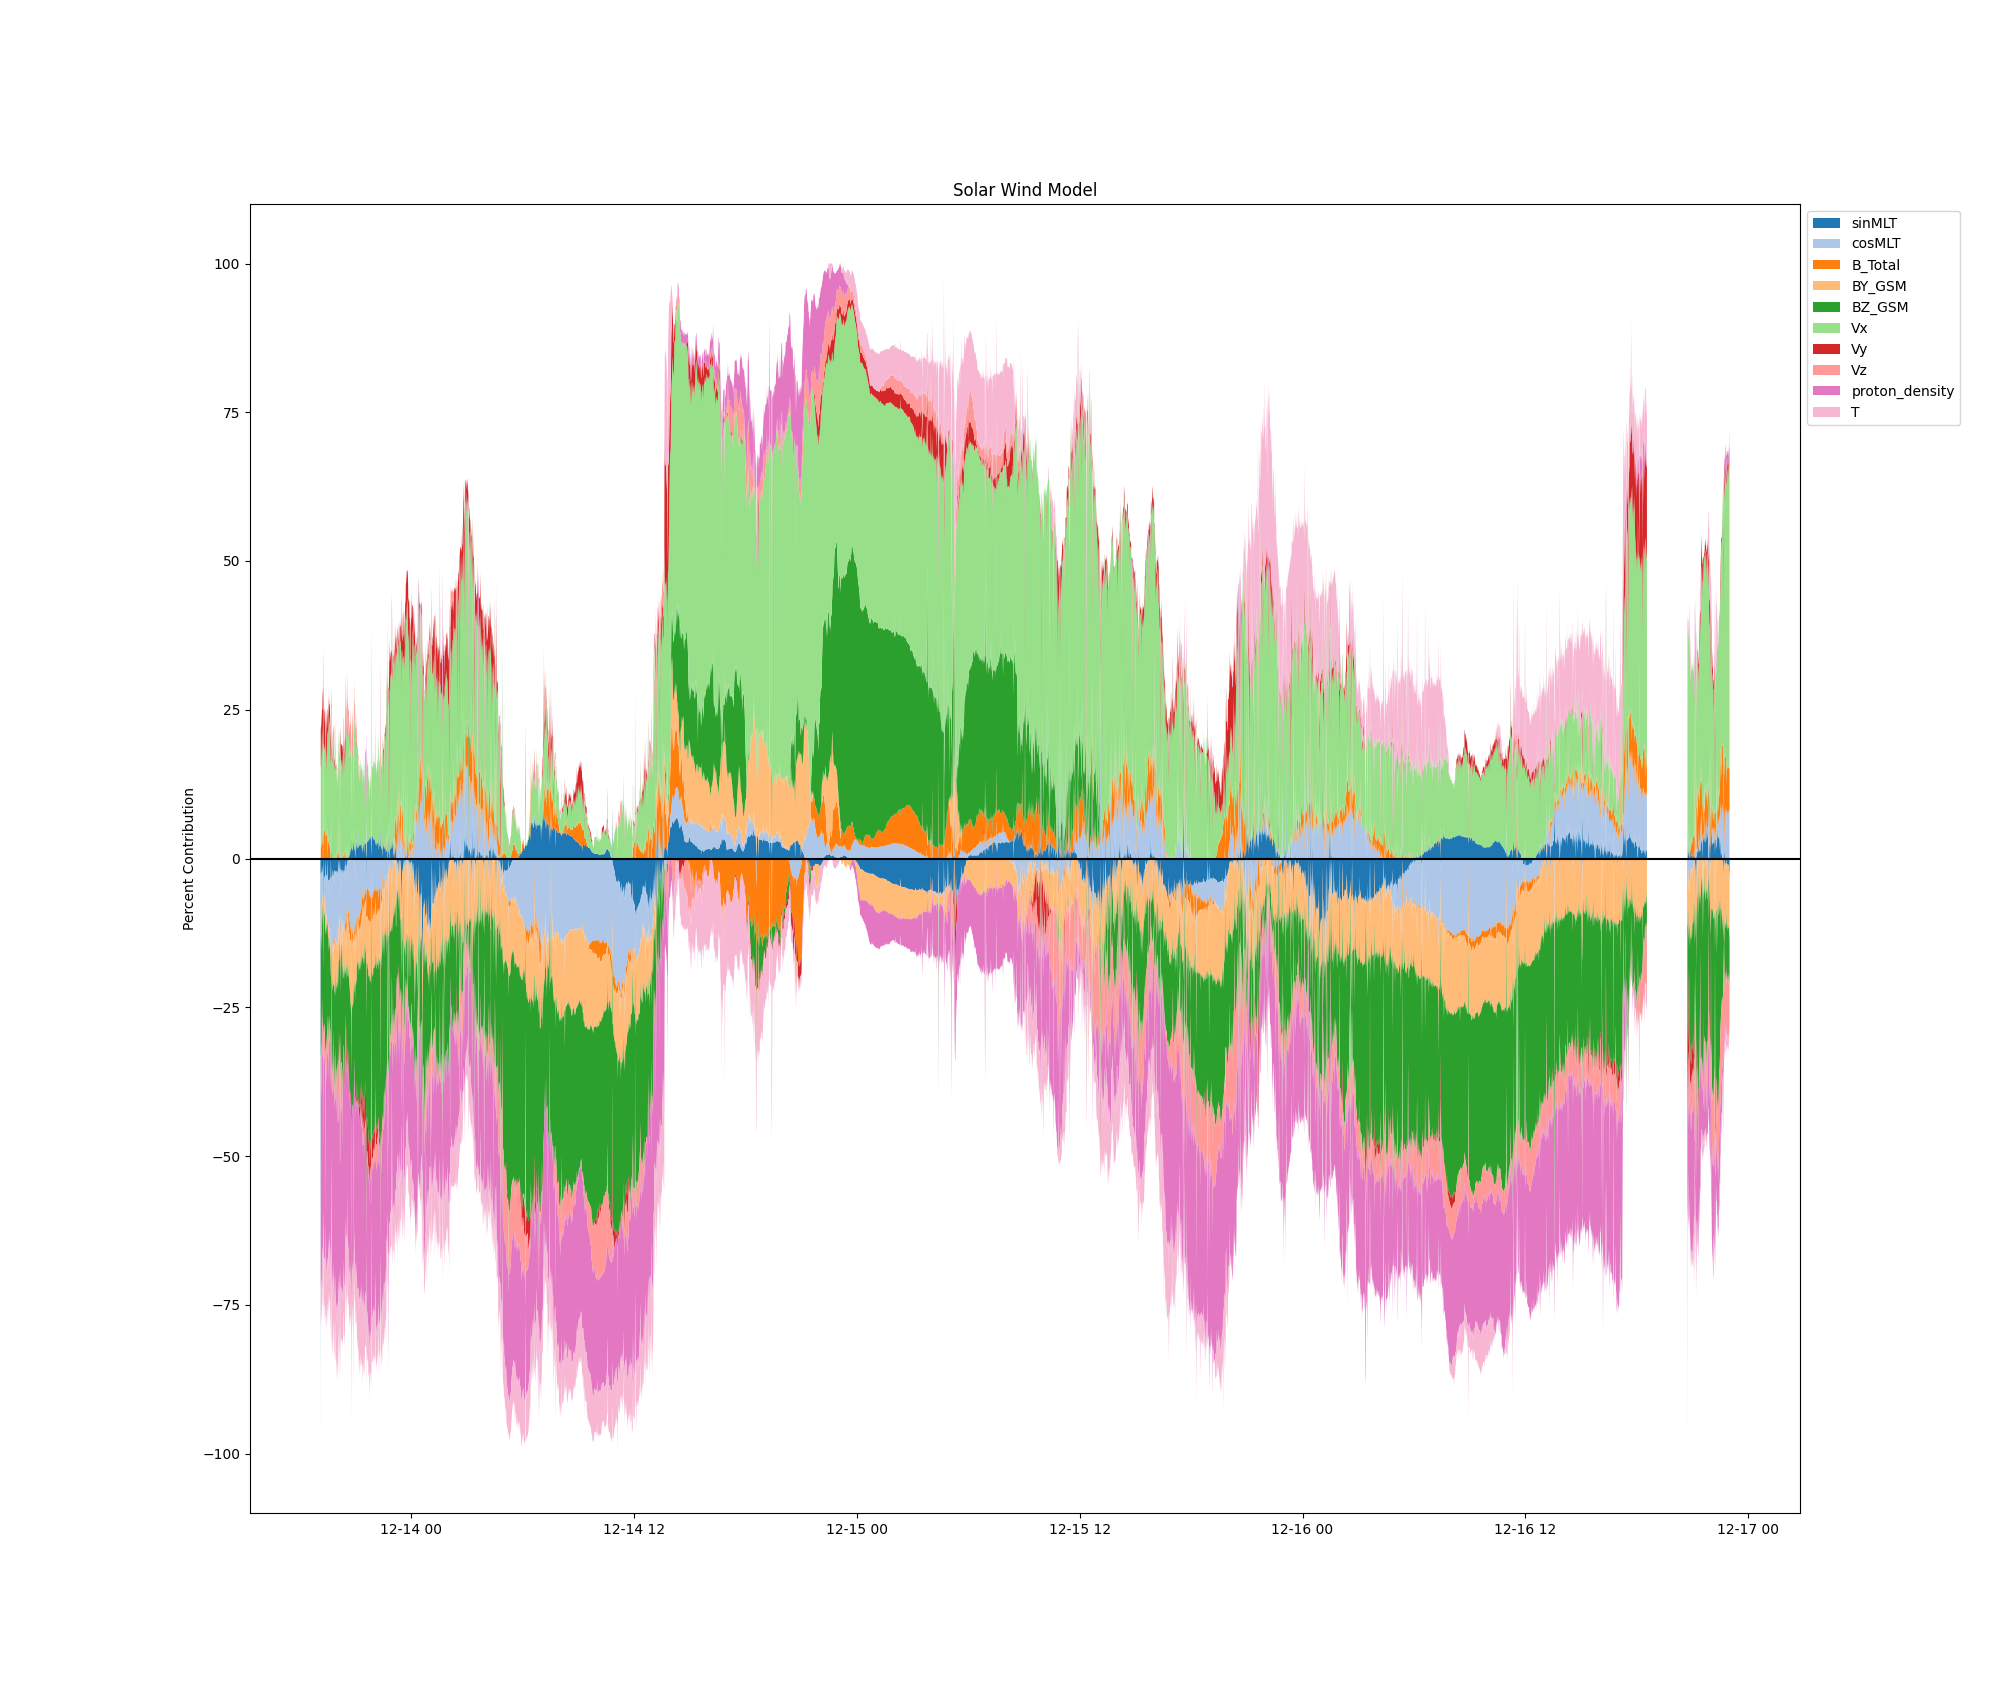 Solar Wind Model
100
75
50
25
0
−25
−50
−75
−100
Percent Contribution
12-14 00
12-14 12
12-15 00
12-15 12
12-16 00
12-16 12
12-17 00
sinMLT
cosMLT
B_Total
BY_GSM
BZ_GSM
Vx
Vy
Vz
proton_density
T